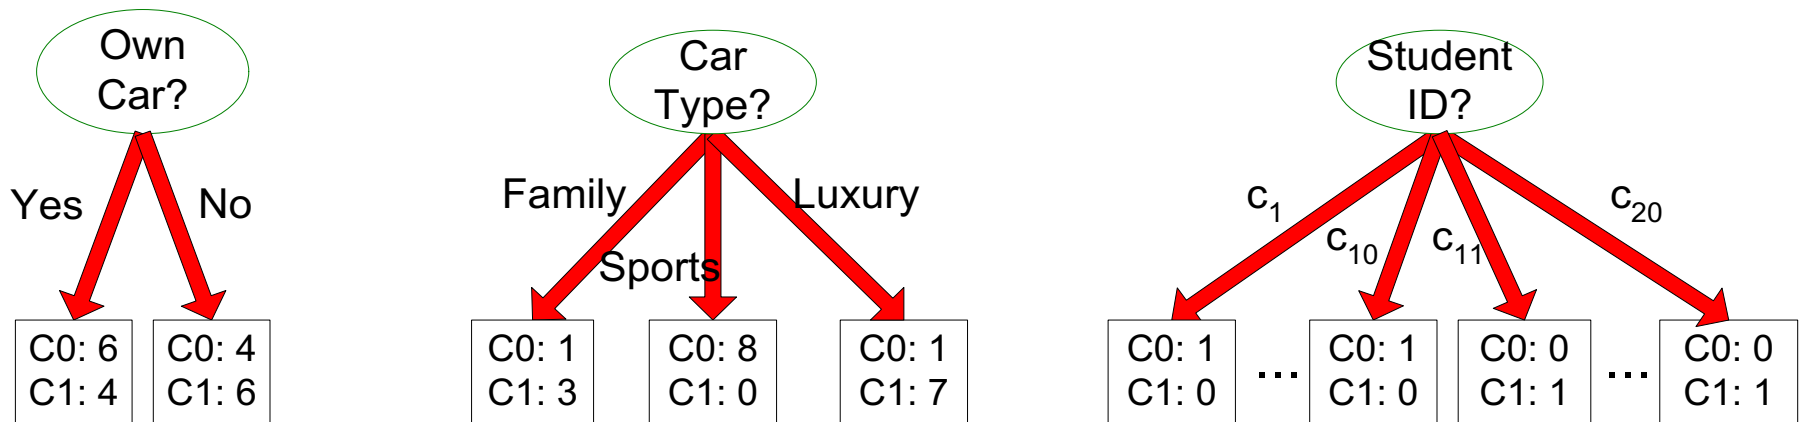 Own
Car?
Yes
No
C0: 6
C1: 4
C0: 4
C1: 6
Car
Type?
Family
Sports
Luxury
C0: 1
C1: 3
C0: 8
C1: 0
C0: 1
C1: 7
Student
ID?
c1
c10
c11
c20
C0: 1
C1: 0
...
C0: 1
C1: 0
C0: 0
C1: 1
...
C0: 0
C1: 1